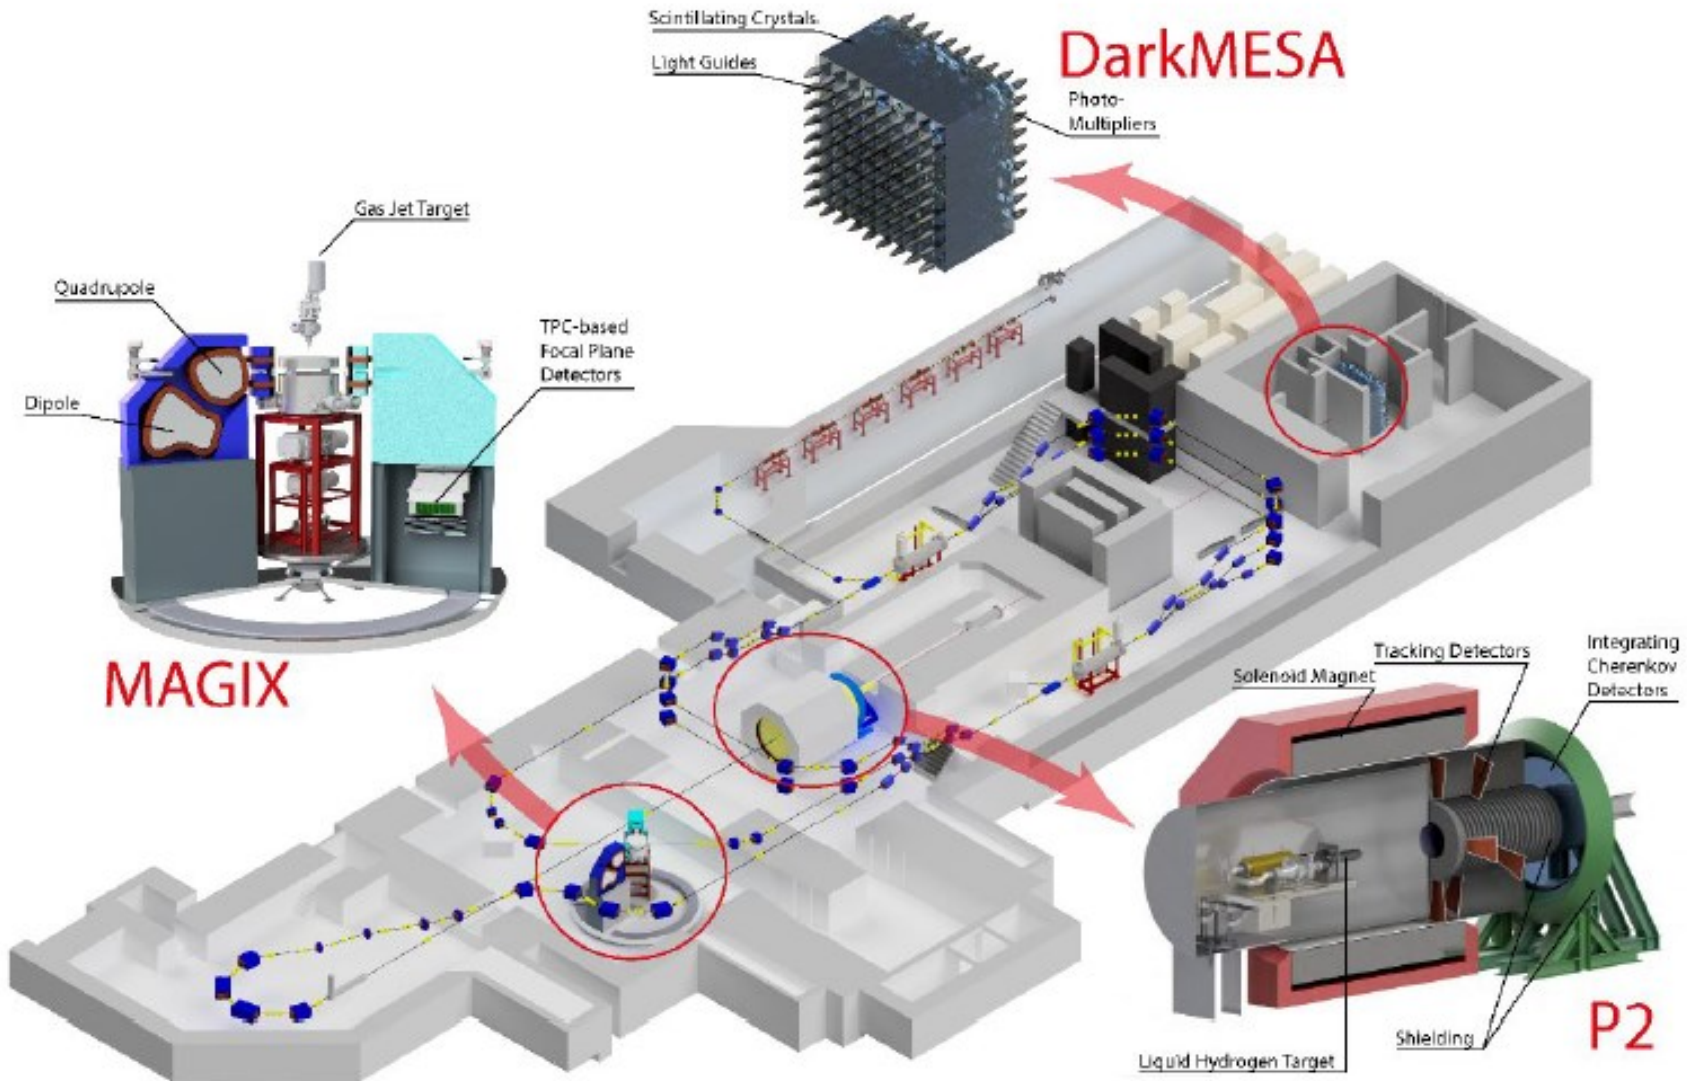 Scintillating Crystals
Light Guides
DarkMESA
Photo-
Multipliers
Gas Jet Target
Quadrupole
TPC-based
Focal Plane
Detectors
Dipole
MAGIX
Integrating
Cherenkov
Detectors
Tracking Detectors
Solenoid Magnet
Shielding
P2
Liquid Hydrogen Target